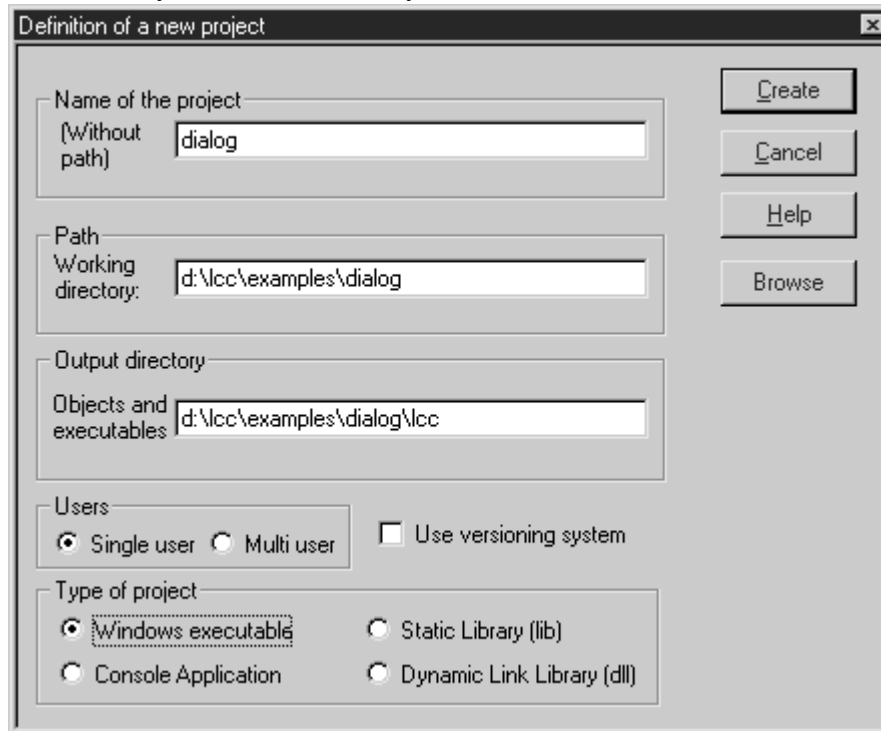 Definition of a new project
Name of the project
(Without
path)
dialog
Create
Cancel
Help
Browse
Path
Working
directory:
d:\lcc\examples\dialog
Output directory
Objects and
executables
d:\lcc\examples\dialog\lcc
Users
Single user Multi user
Use versioning system
Type of project
Windows executable Static Library (lib)
Console Application Dynamic Link Library (dll)